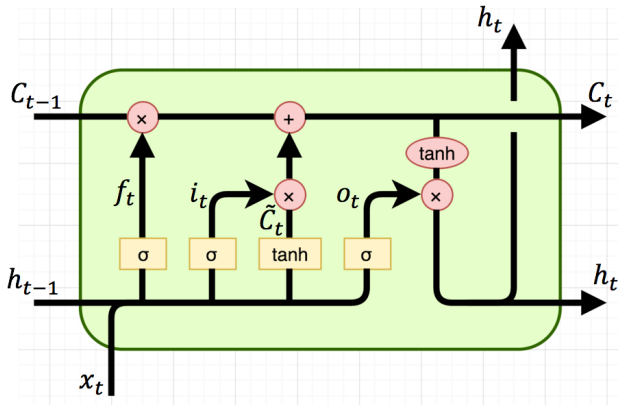 h_t
C_{t-1} × + C_t
tanh
f_t i_t × o_t ×
C̃_t
σ σ tanh σ
h_{t-1} h_t
x_t